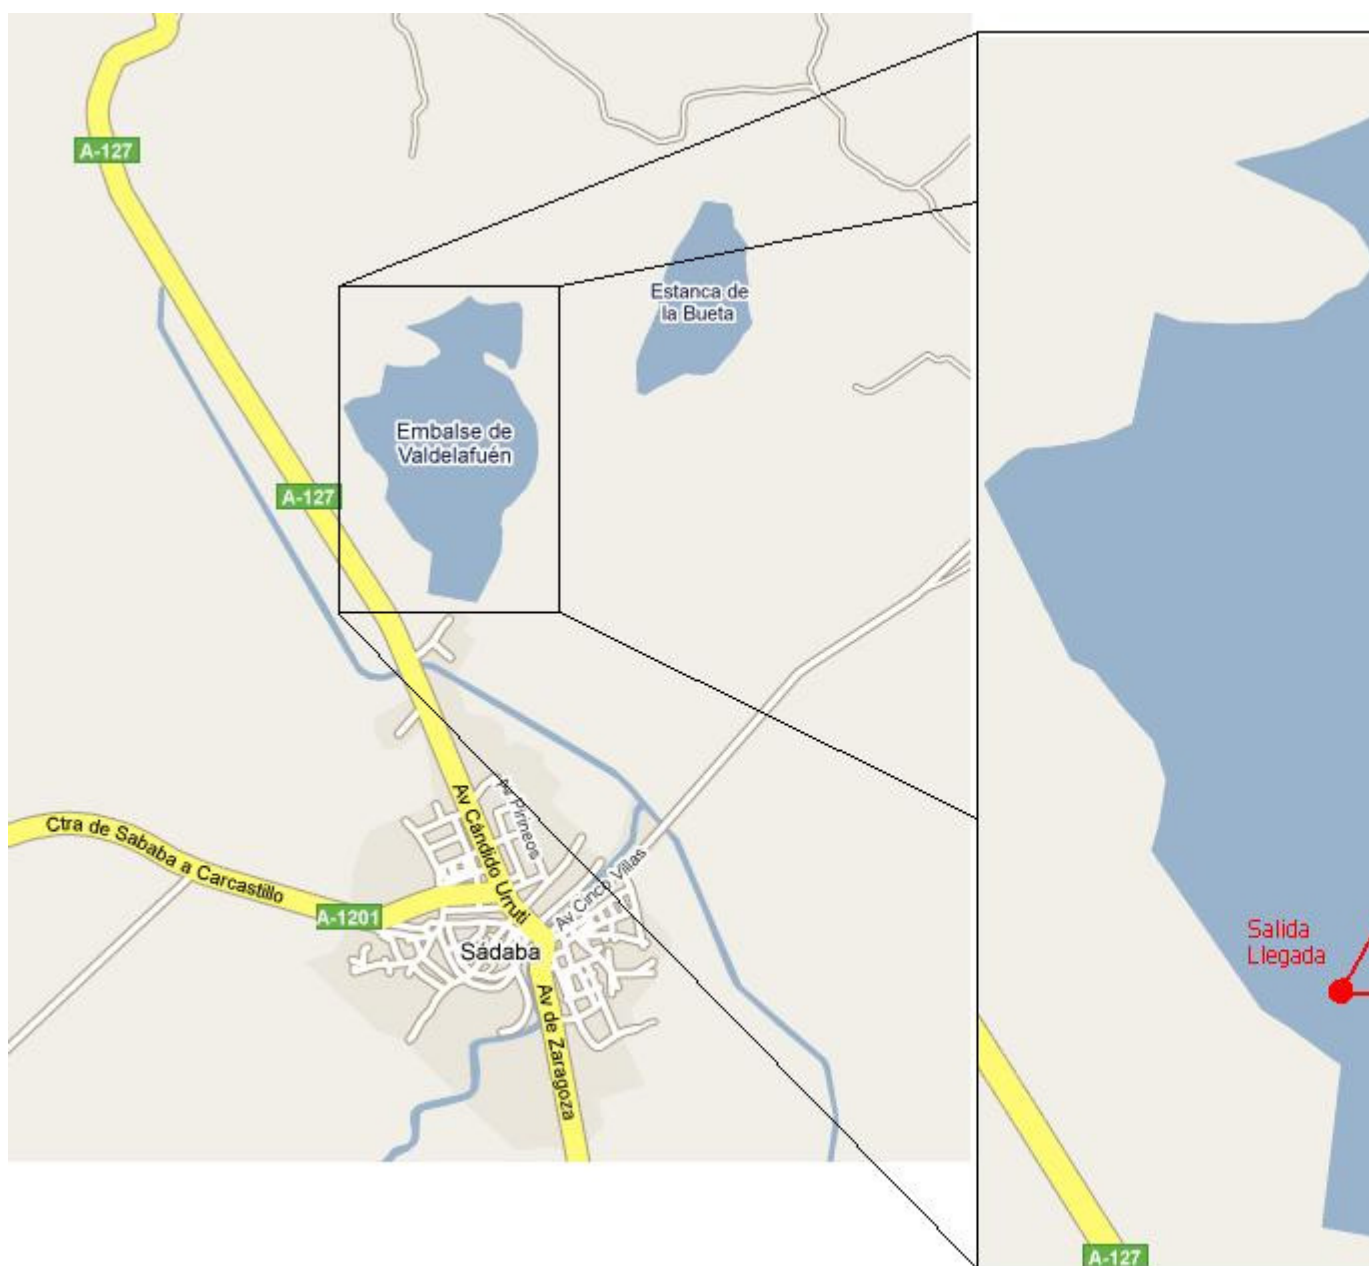 A-127
Estanca de
la Bueta
Embalse de
Valdelafuén
A-127
Av Pirineos
Av Cándido Urruti
Ctra de Sababa a Carcastillo
Av Cinco Villas
A-1201
Sádaba
Av de Zaragoza
Salida
Llegada
A-127